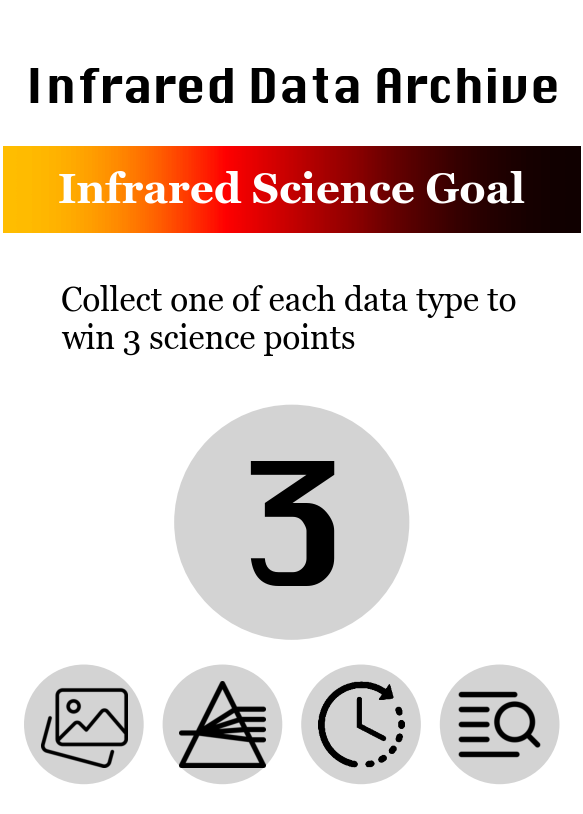 Infrared Data Archive
Infrared Science Goal
Collect one of each data type to
win 3 science points
3